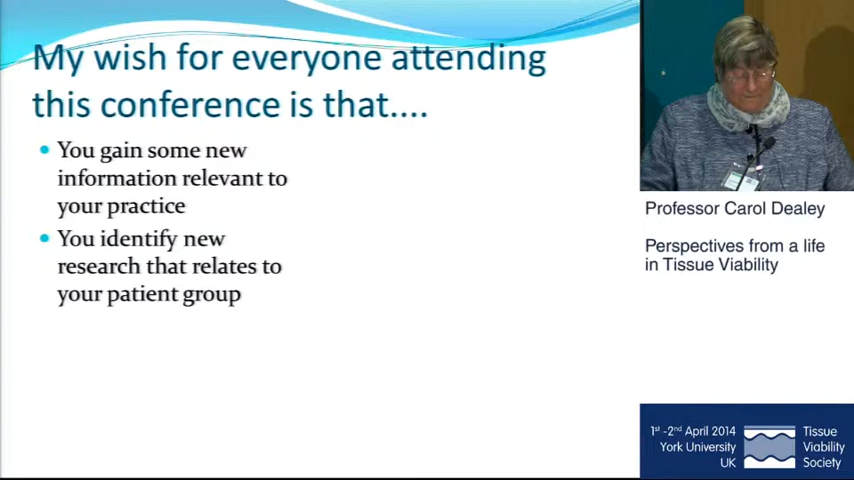 My wish for everyone attending
this conference is that....
You gain some new
information relevant to
your practice
You identify new
research that relates to
your patient group
Professor Carol Dealey
Perspectives from a life
in Tissue Viability
1st -2nd April 2014
York University
UK
Tissue
Viability
Society